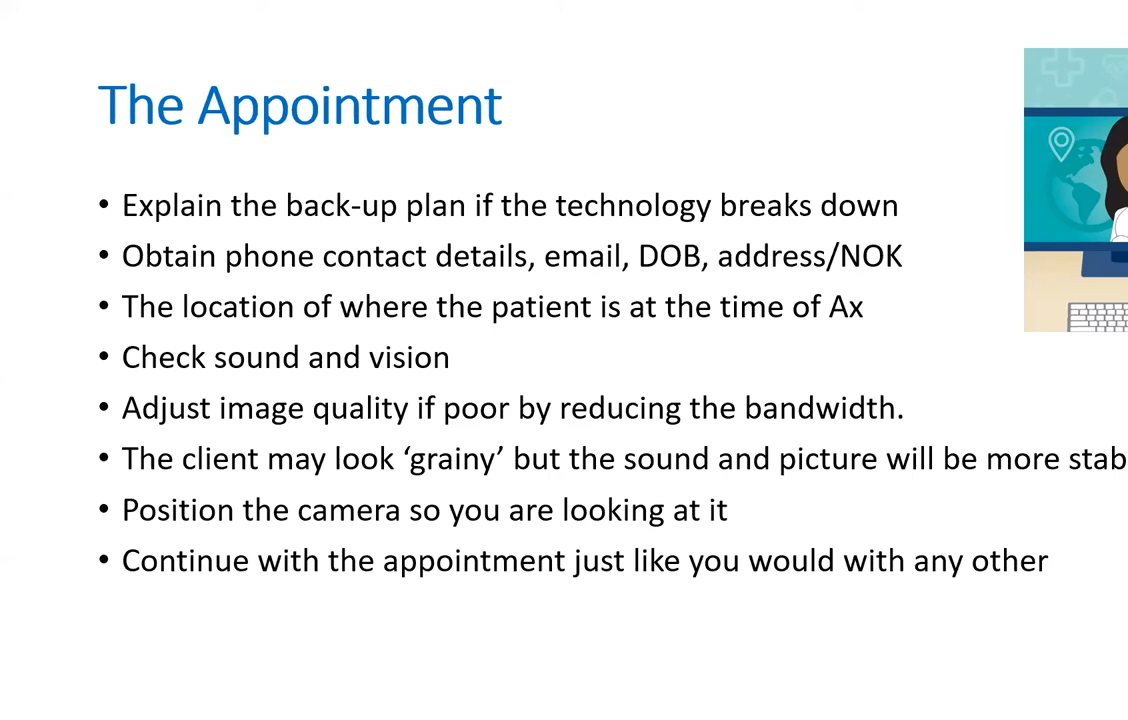 The Appointment
• Explain the back-up plan if the technology breaks down
• Obtain phone contact details, email, DOB, address/NOK
• The location of where the patient is at the time of Ax
• Check sound and vision
• Adjust image quality if poor by reducing the bandwidth.
• The client may look ‘grainy’ but the sound and picture will be more
• Position the camera so you are looking at it
• Continue with the appointment just like you would with any other